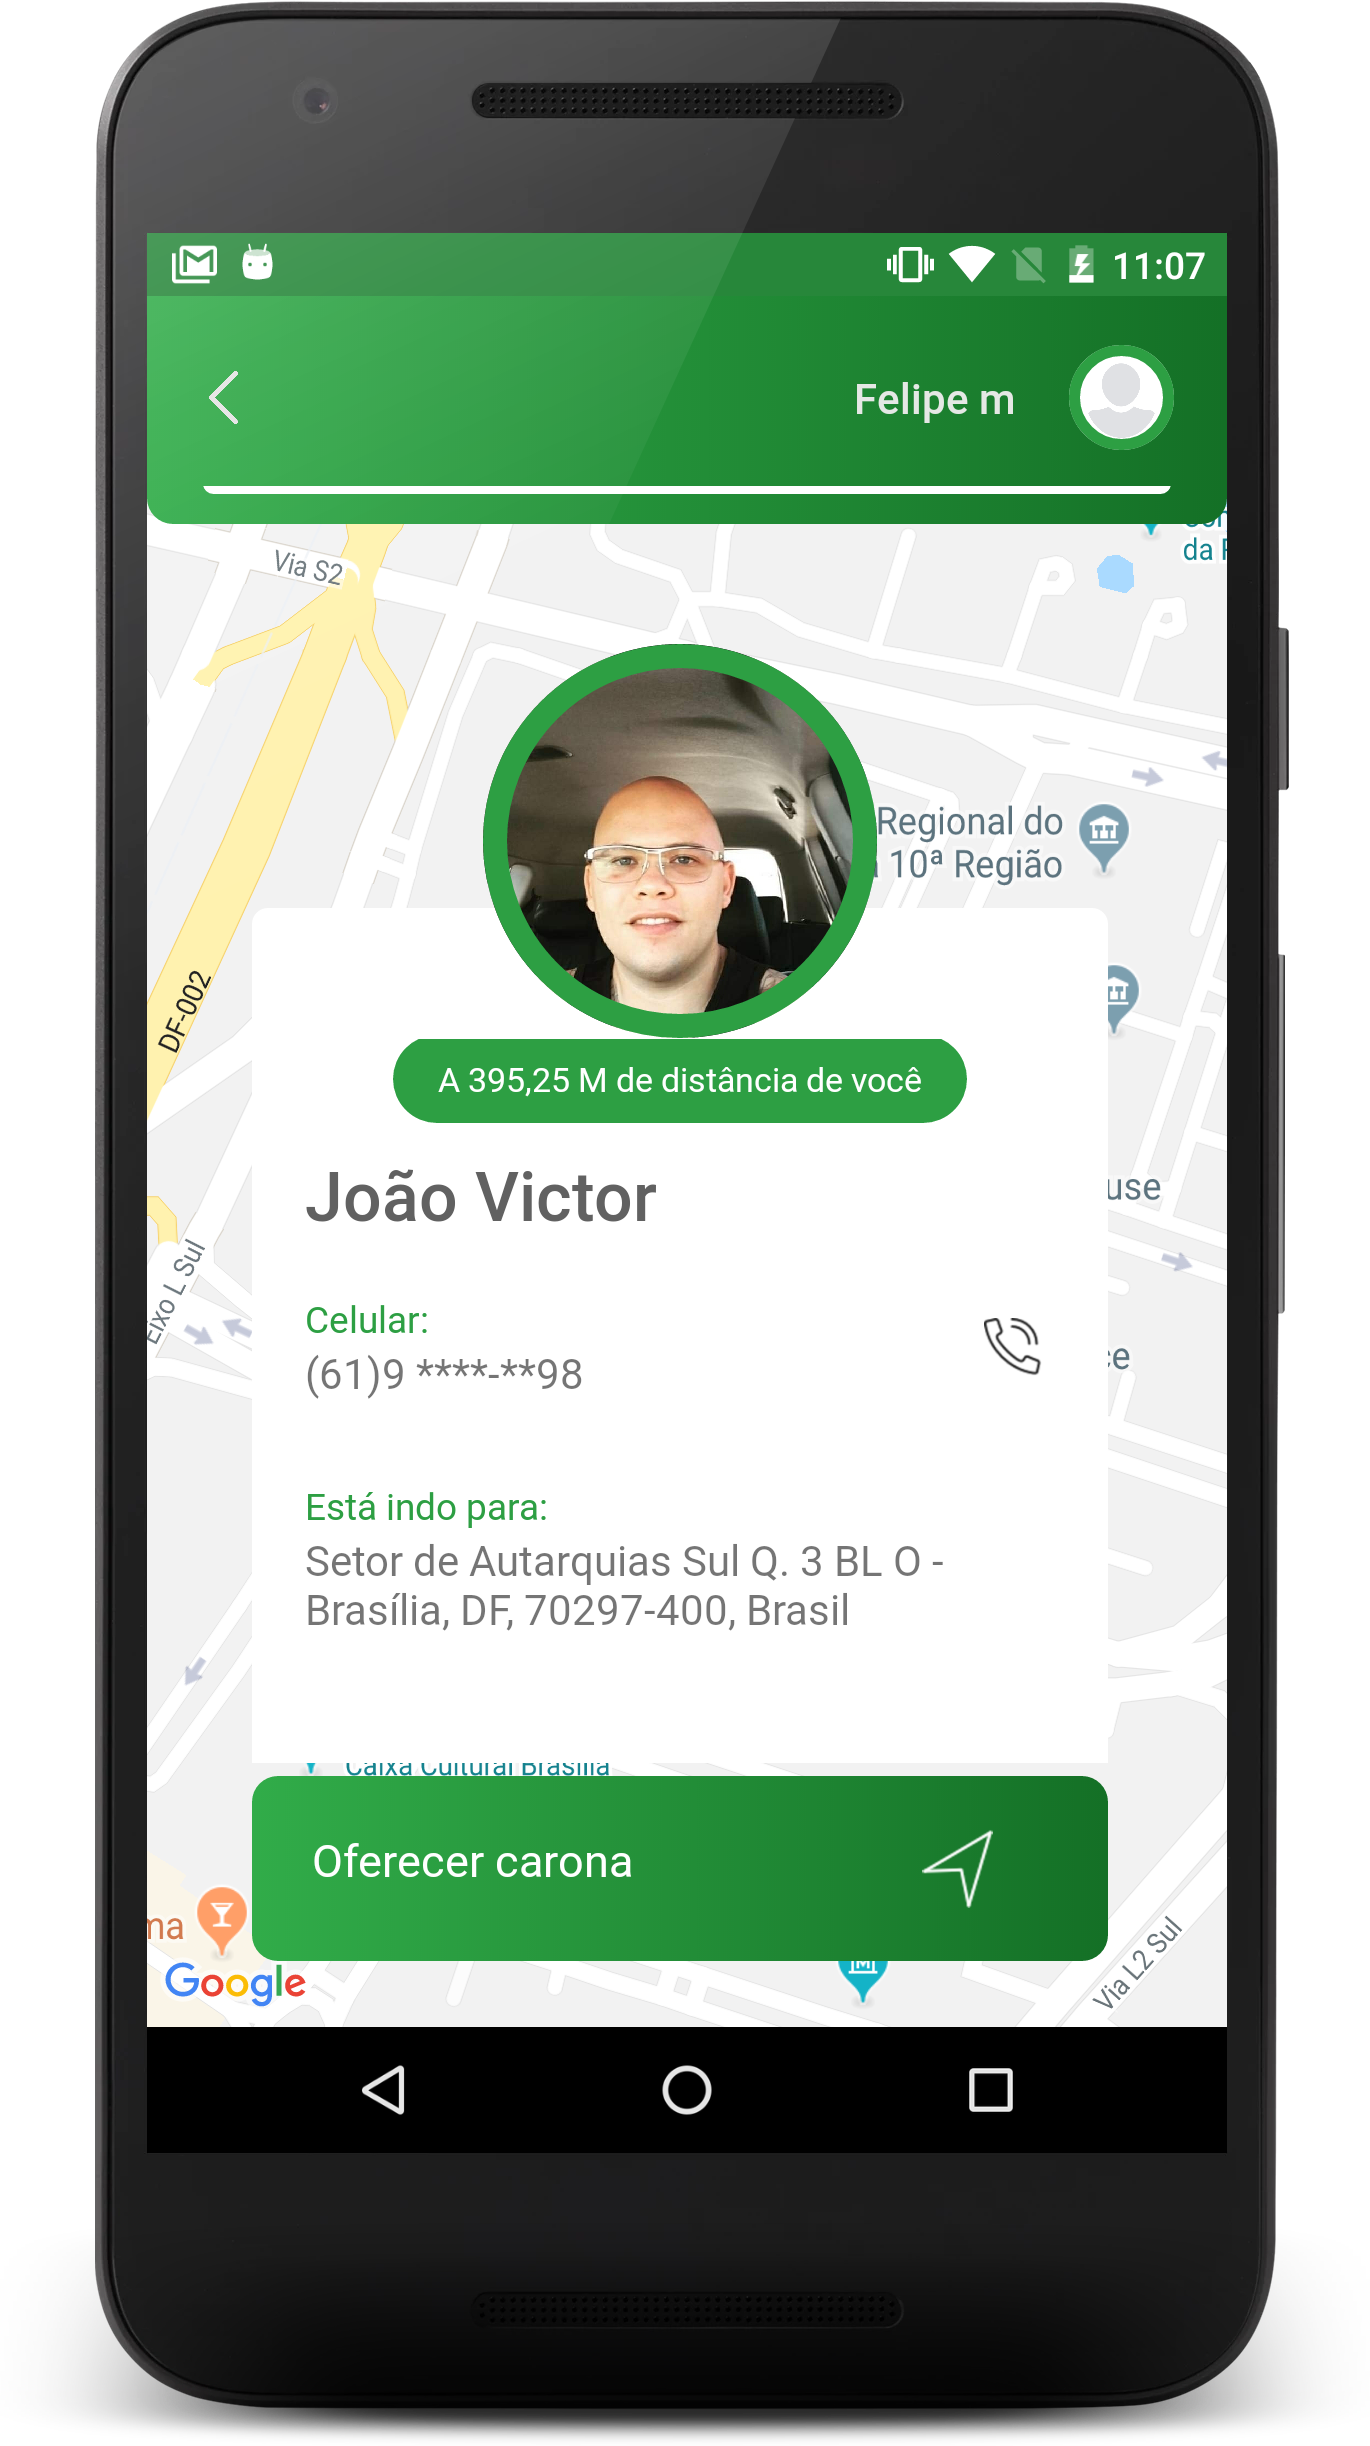 11:07
Felipe m
da
Via S2
Regional do
10ª Região
DF-002
A 395,25 M de distância de você
João Victor
Eixo L Sul
Celular:
(61)9 ****-**98
Está indo para:
Setor de Autarquias Sul Q. 3 BL O -
Brasília, DF, 70297-400, Brasil
Caixa Cultural Brasília
Oferecer carona
Google
Via L2 Sul